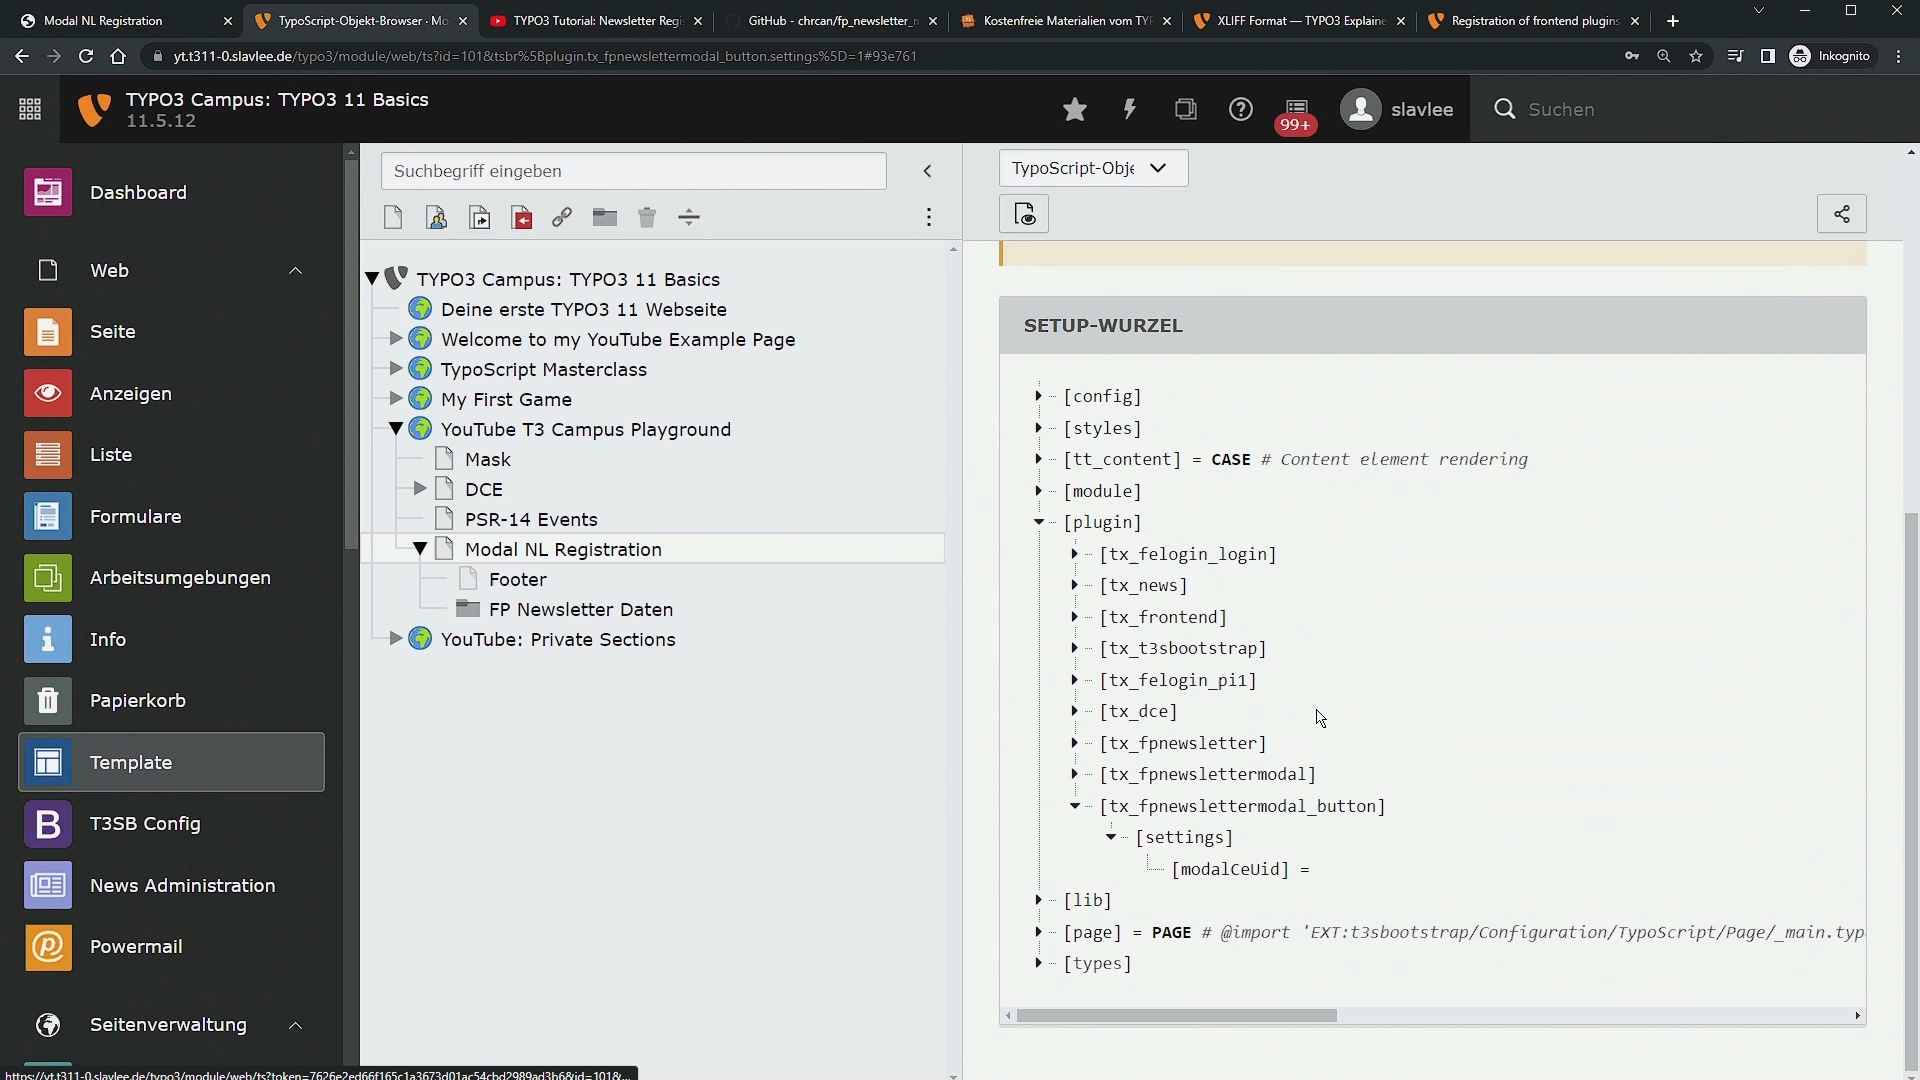 Modal NL Registration
TypoScript-Objekt-Browser · Mo
TYPO3 Tutorial: Newsletter Regi
GitHub - chrcan/fp_newsletter_m
Kostenfreie Materialien vom TYP
XLIFF Format — TYPO3 Explaine
Registration of frontend plugins
yt.t311-0.slavlee.de/typo3/module/web/ts?id=101&tsbr%5Bplugin.tx_fpnewslettermodal_button.settings%5D=1#93e761
Inkognito
TYPO3 Campus: TYPO3 11 Basics
11.5.12
99+
slavlee
Suchen
Dashboard
Web
Seite
Anzeigen
Liste
Formulare
Arbeitsumgebungen
Info
Papierkorb
Template
B
T3SB Config
News Administration
Powermail
Seitenverwaltung
Suchbegriff eingeben
TYPO3 Campus: TYPO3 11 Basics
Deine erste TYPO3 11 Webseite
Welcome to my YouTube Example Page
TypoScript Masterclass
My First Game
YouTube T3 Campus Playground
Mask
DCE
PSR-14 Events
Modal NL Registration
Footer
FP Newsletter Daten
YouTube: Private Sections
TypoScript-Obje
SETUP-WURZEL
[config]
[styles]
[tt_content] = CASE # Content element rendering
[module]
[plugin]
[tx_felogin_login]
[tx_news]
[tx_frontend]
[tx_t3sbootstrap]
[tx_felogin_pi1]
[tx_dce]
[tx_fpnewsletter]
[tx_fpnewslettermodal]
[tx_fpnewslettermodal_button]
[settings]
[modalCeUid] =
[lib]
[page] = PAGE # @import 'EXT:t3sbootstrap/Configuration/TypoScript/Page/_main.typ
[types]